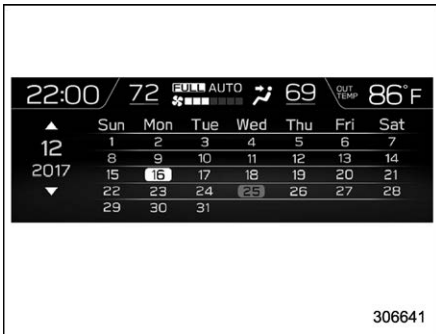 22:00 72 FULL AUTO 69 OUT TEMP 86°F
Sun Mon Tue Wed Thu Fri Sat
12 1 2 3 4 5 6 7
2017 8 9 10 11 12 13 14
15 16 17 18 19 20 21
22 23 24 25 26 27 28
29 30 31
306641